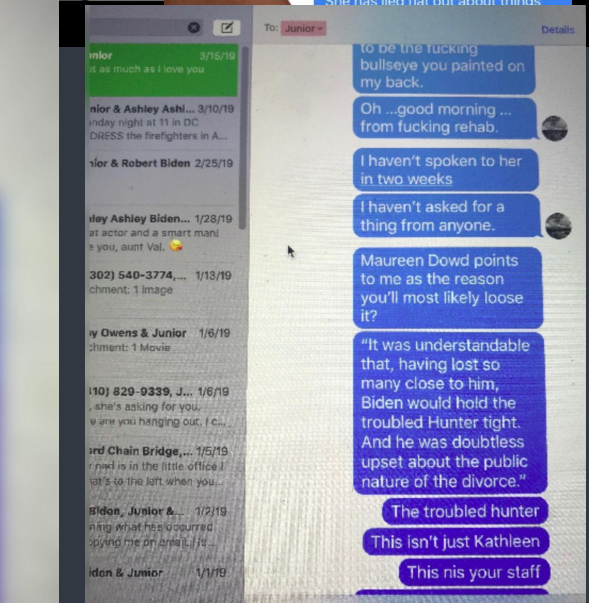 She has lied flat out about things
To: Junior
Details
unior 3/15/19
ot as much as I love you
nior & Ashley Ashl... 3/10/19
unday night at 11 in DC
DRESS the firefighters in A...
nior & Robert Biden 2/25/19
ley Ashley Biden... 1/28/19
at actor and a smart man!
e you, aunt Val. 😘
302) 540-3774,... 1/13/19
chment: 1 Image
y Owens & Junior 1/6/19
chment: 1 Movie
10) 829-9339, J... 1/6/19
, she's asking for you,
e are you hanging out, I c...
rd Chain Bridge,... 1/5/19
dad is in the little office I
at's to the left when you...
Biden, Junior &... 1/2/19
ning what has occurred
opying me on email. He...
iden & Junior 1/1/19
to be the fucking
bullseye you painted on
my back.
Oh ...good morning ...
from fucking rehab.
I haven't spoken to her
in two weeks
I haven't asked for a
thing from anyone.
Maureen Dowd points
to me as the reason
you'll most likely loose
it?
"It was understandable
that, having lost so
many close to him,
Biden would hold the
troubled Hunter tight.
And he was doubtless
upset about the public
nature of the divorce."
The troubled hunter
This isn't just Kathleen
This nis your staff